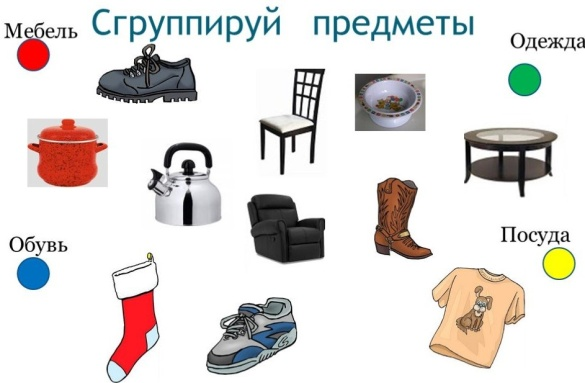 Сгруппируй предметы
Мебель
Одежда
Обувь
Посуда